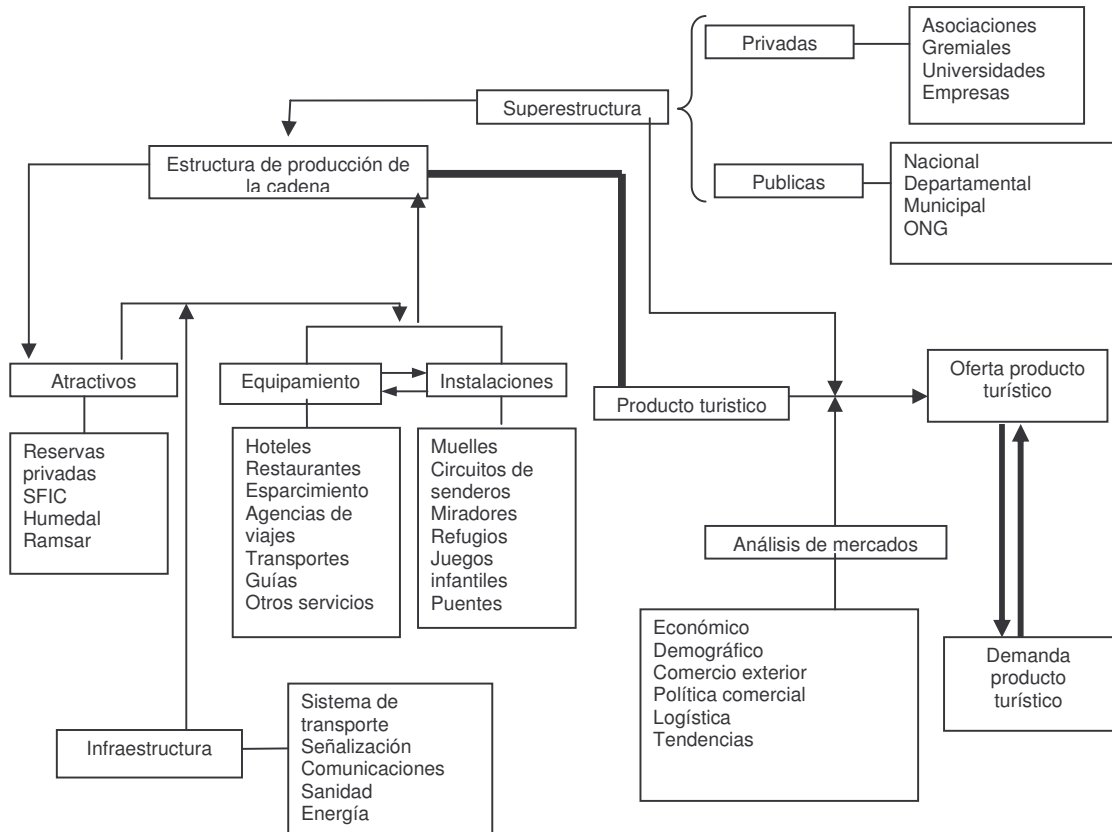 Privadas
Asociaciones
Gremiales
Universidades
Empresas
Superestructura
Estructura de producción de
la cadena
Publicas
Nacional
Departamental
Municipal
ONG
Atractivos
Equipamiento
Instalaciones
Producto turistico
Oferta producto
turístico
Reservas
privadas
SFIC
Humedal
Ramsar
Hoteles
Restaurantes
Esparcimiento
Agencias de
viajes
Transportes
Guías
Otros servicios
Muelles
Circuitos de
senderos
Miradores
Refugios
Juegos
infantiles
Puentes
Análisis de mercados
Económico
Demográfico
Comercio exterior
Política comercial
Logística
Tendencias
Demanda
producto
turístico
Infraestructura
Sistema de
transporte
Señalización
Comunicaciones
Sanidad
Energía